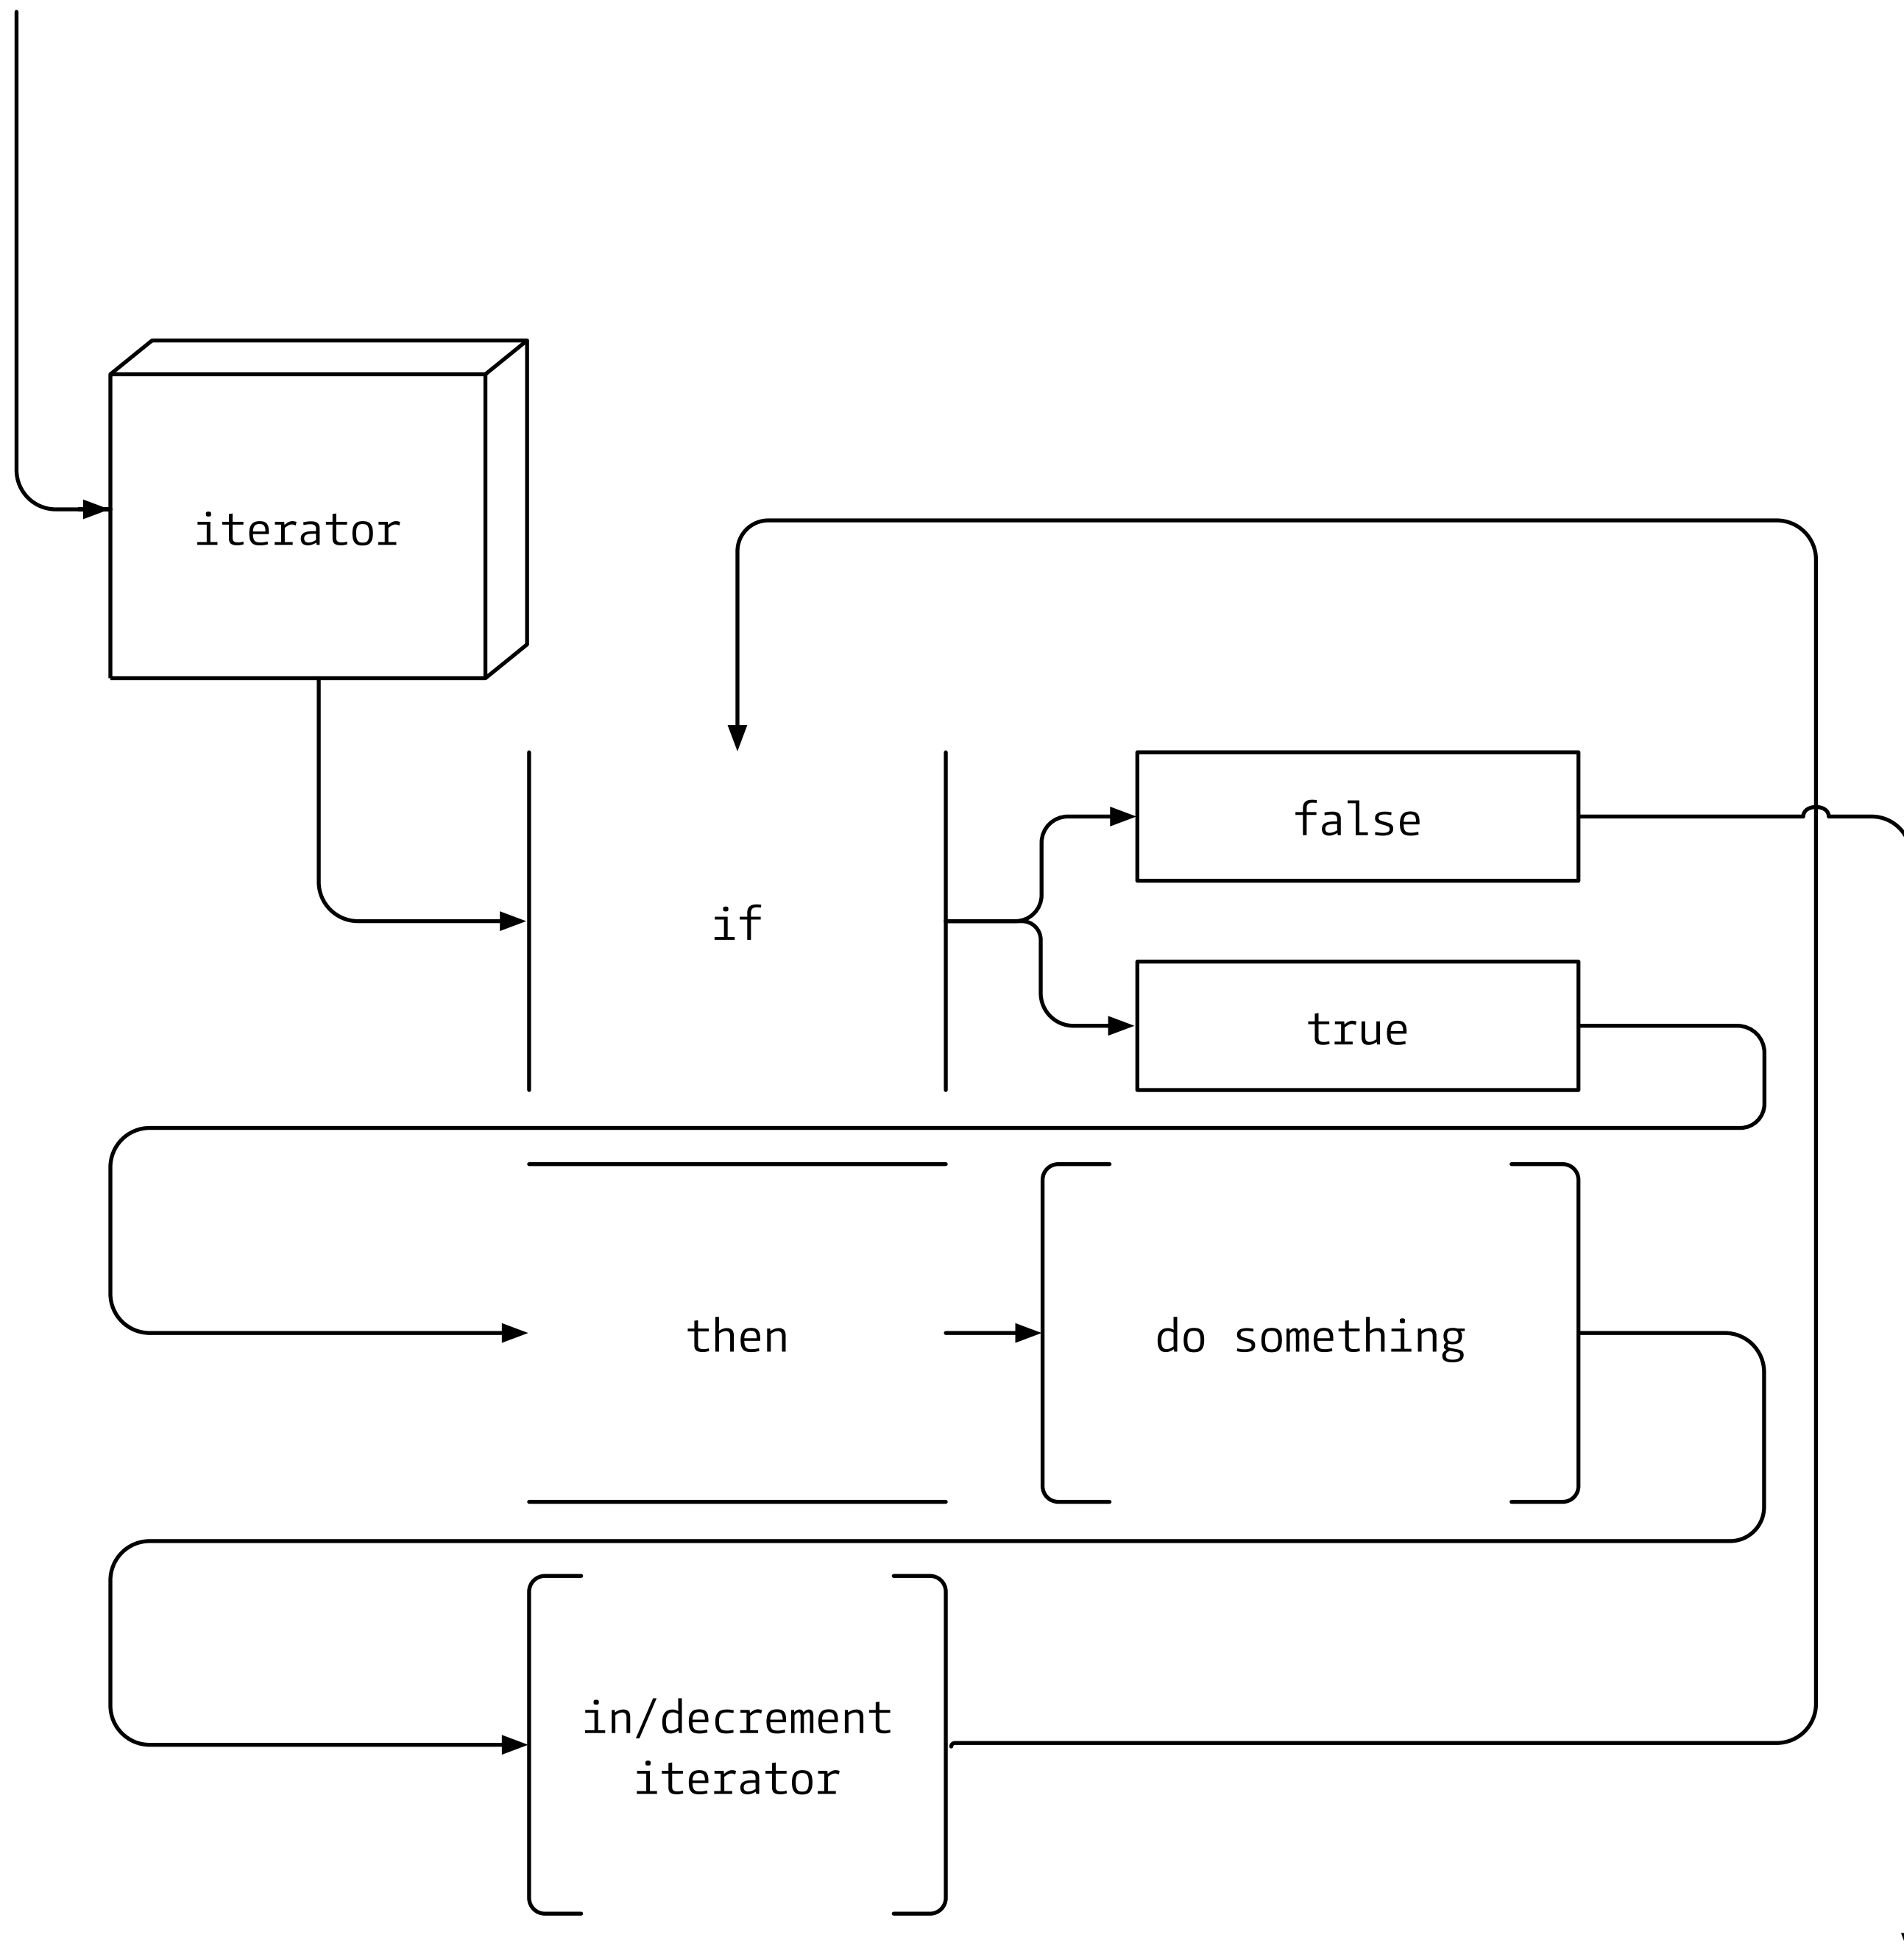 iterator
if
false
true
then
do something
in/decrement
iterator